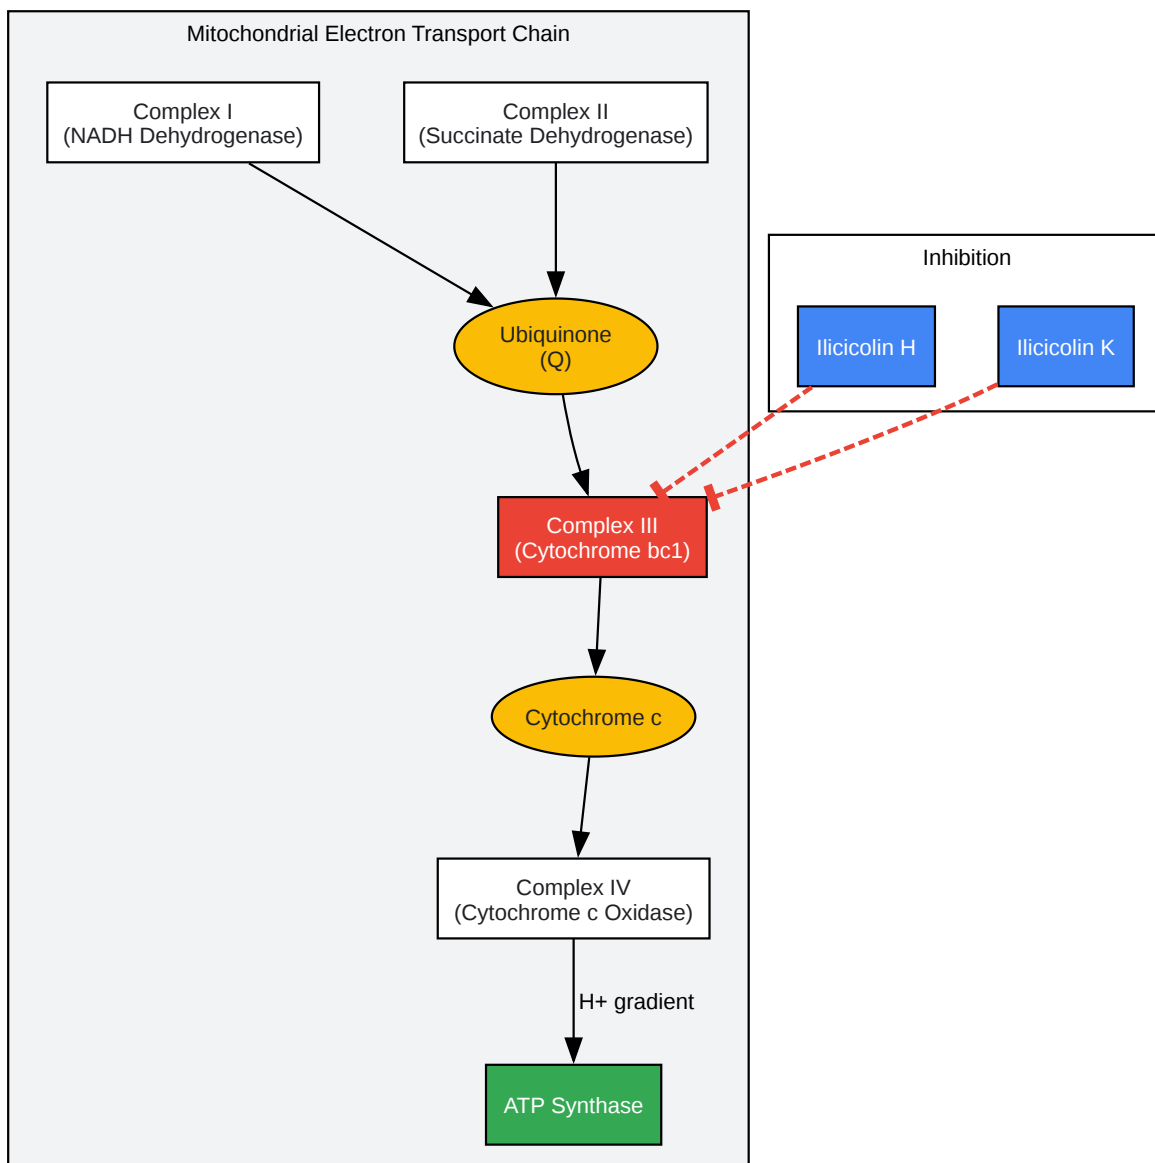 Mitochondrial Electron Transport Chain
Complex I
(NADH Dehydrogenase)
Complex II
(Succinate Dehydrogenase)
Inhibition
Ilicicolin H
Ilicicolin K
Ubiquinone
(Q)
Complex III
(Cytochrome bc1)
Cytochrome c
Complex IV
(Cytochrome c Oxidase)
H+ gradient
ATP Synthase